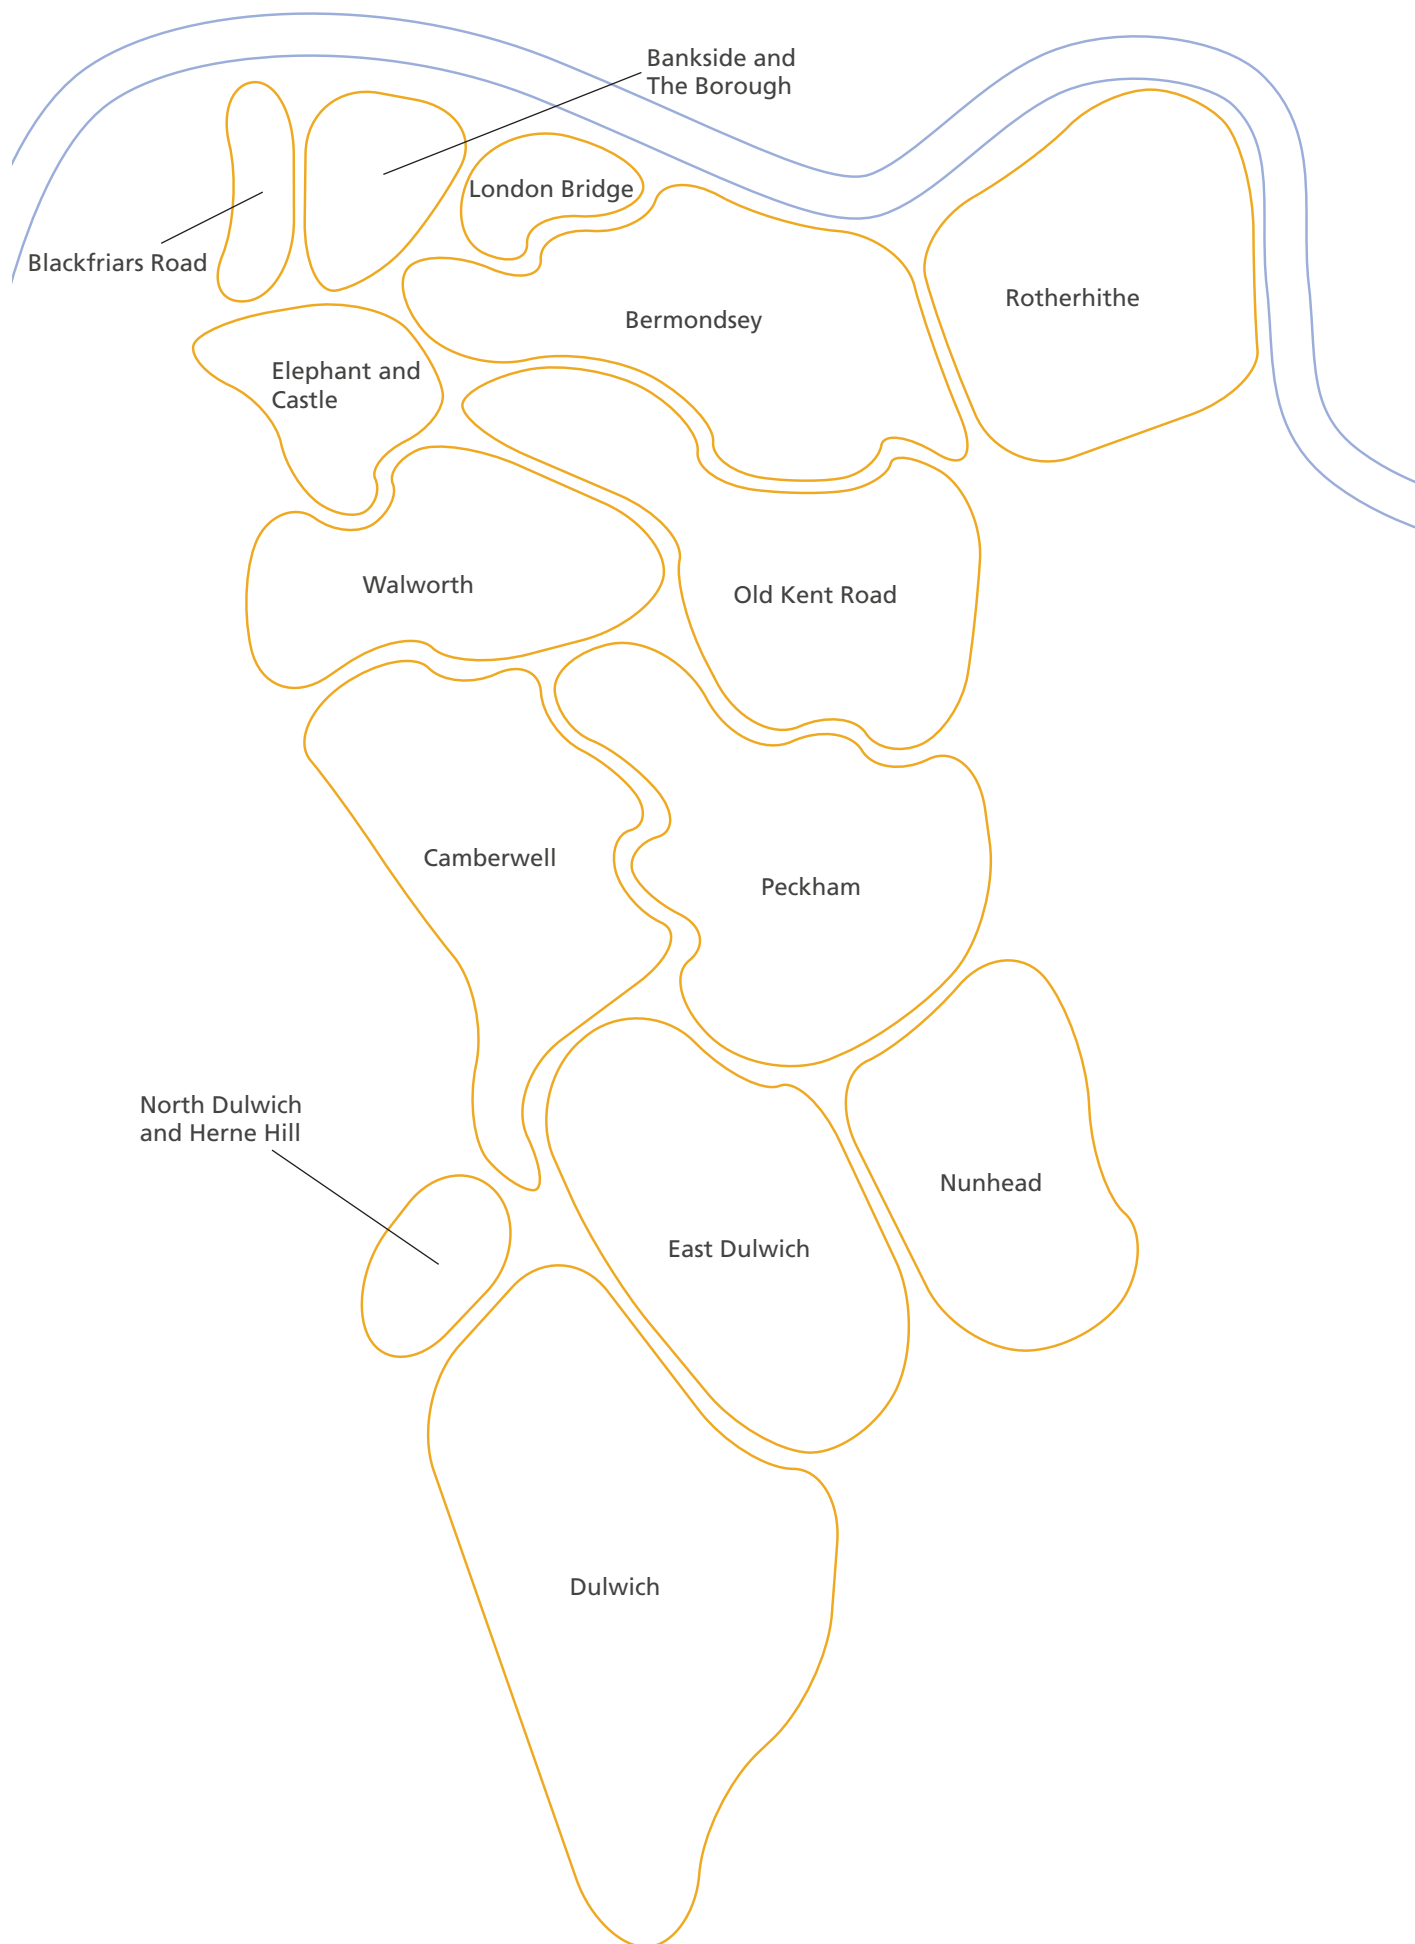 Bankside and
The Borough
London Bridge
Blackfriars Road
Rotherhithe
Bermondsey
Elephant and
Castle
Walworth
Old Kent Road
Camberwell
Peckham
North Dulwich
and Herne Hill
Nunhead
East Dulwich
Dulwich